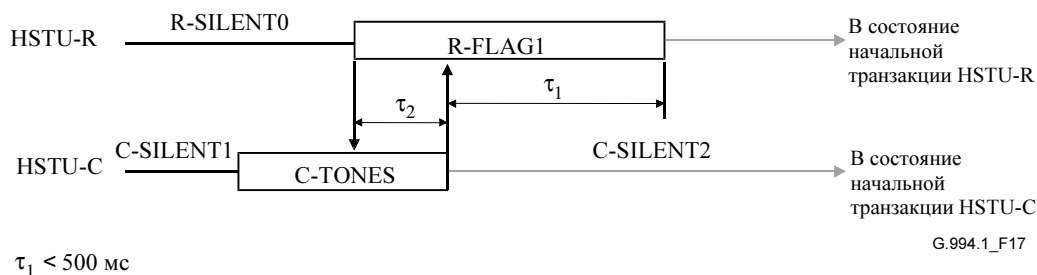 R-SILENT0
HSTU-R
R-FLAG1
В состояние
начальной
транзакции HSTU-R
τ1
τ2
C-SILENT1
HSTU-C
C-TONES
C-SILENT2
В состояние
начальной
транзакции HSTU-C
G.994.1_F17
τ1 < 500 мс